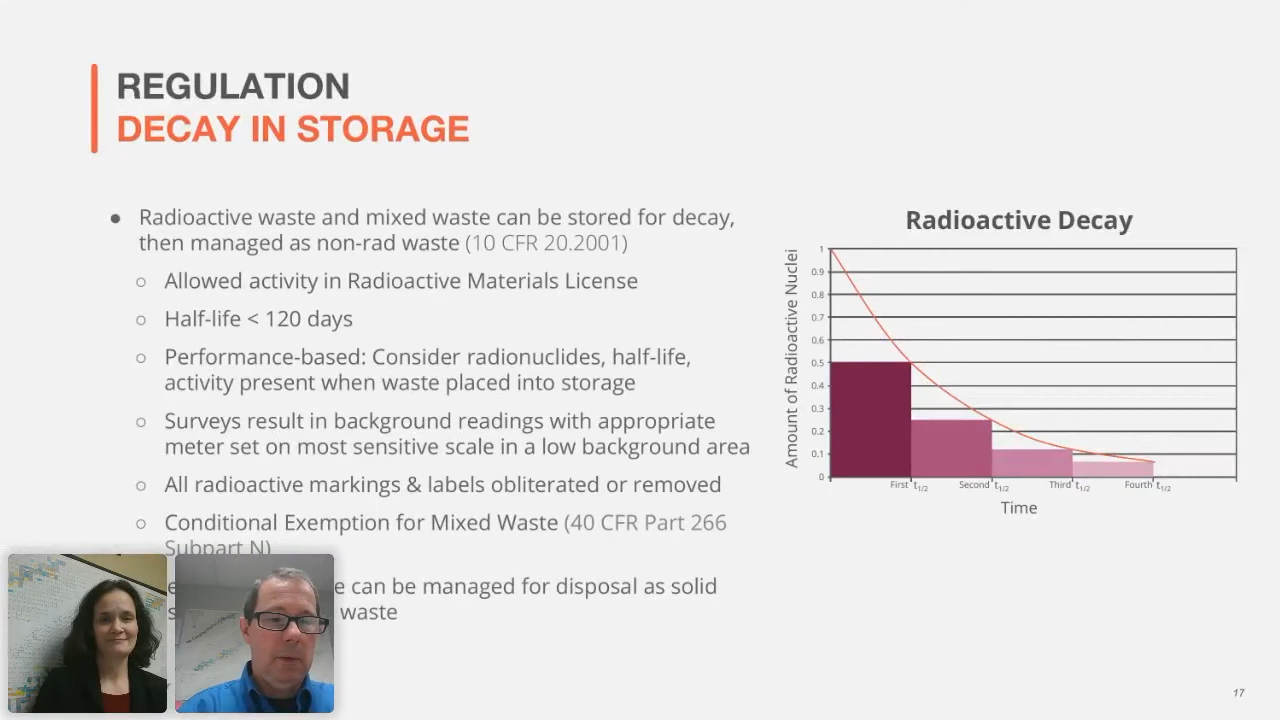 REGULATION
DECAY IN STORAGE
● Radioactive waste and mixed waste can be stored for decay,
then managed as non-rad waste (10 CFR 20.2001)
○ Allowed activity in Radioactive Materials License
○ Half-life < 120 days
○ Performance-based: Consider radionuclides, half-life,
activity present when waste placed into storage
○ Surveys result in background readings with appropriate
meter set on most sensitive scale in a low background area
○ All radioactive markings & labels obliterated or removed
○ Conditional Exemption for Mixed Waste (40 CFR Part 266
Subpart N)
can be managed for disposal as solid
waste
Radioactive Decay
Amount of Radioactive Nuclei
1
0.9
0.8
0.7
0.6
0.5
0.4
0.3
0.2
0.1
0
First t1/2
Second t1/2
Third t1/2
Fourth t1/2
Time
17